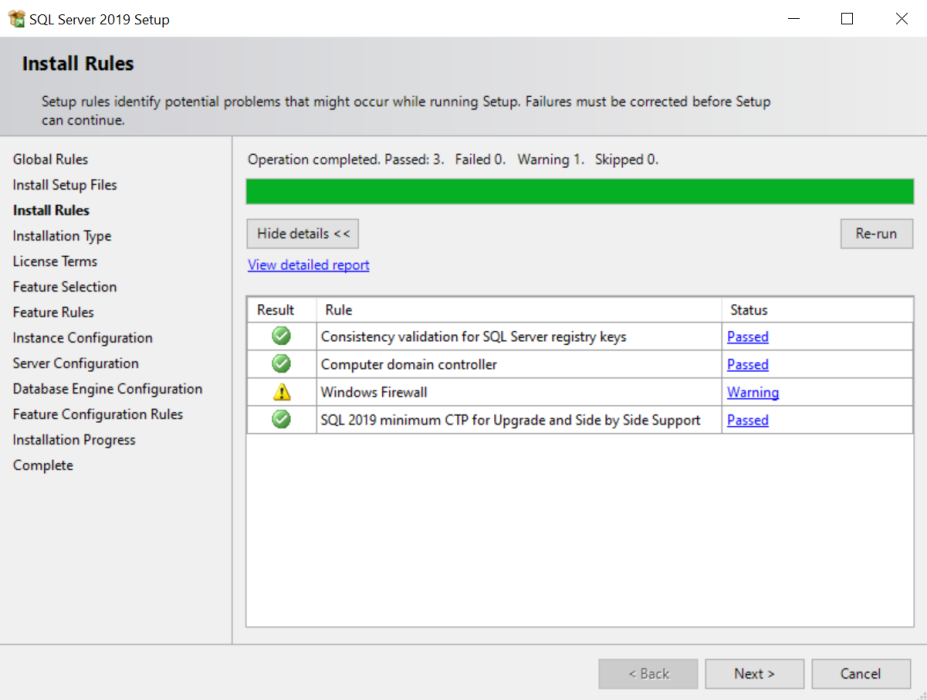 SQL Server 2019 Setup
Install Rules
Setup rules identify potential problems that might occur while running Setup. Failures must be corrected before Setup
can continue.
Global Rules
Install Setup Files
Install Rules
Installation Type
License Terms
Feature Selection
Feature Rules
Instance Configuration
Server Configuration
Database Engine Configuration
Feature Configuration Rules
Installation Progress
Complete
Operation completed. Passed: 3.   Failed 0.   Warning 1.   Skipped 0.
Hide details <<
Re-run
View detailed report
Result Rule Status
Consistency validation for SQL Server registry keys Passed
Computer domain controller Passed
Windows Firewall Warning
SQL 2019 minimum CTP for Upgrade and Side by Side Support Passed
< Back Next > Cancel